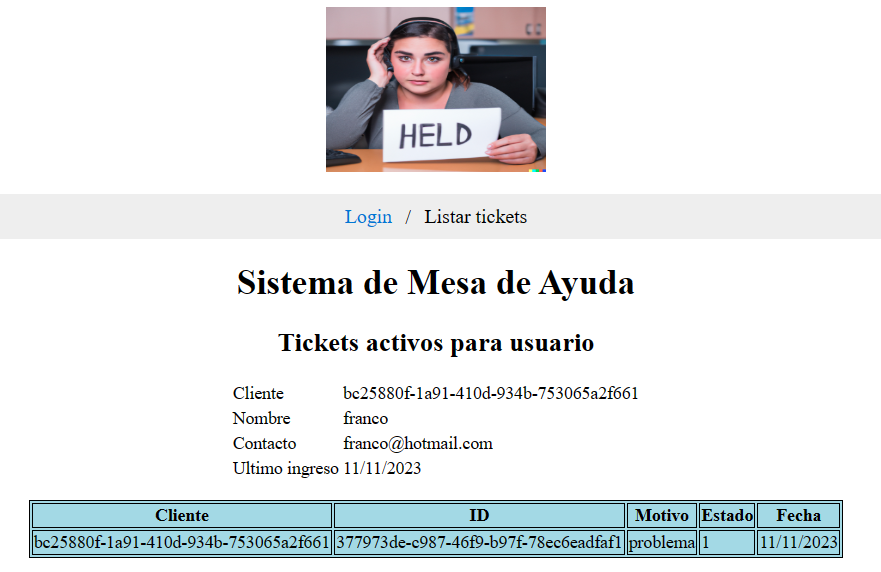 HELD
Login / Listar tickets
Sistema de Mesa de Ayuda
Tickets activos para usuario
Cliente bc25880f-1a91-410d-934b-753065a2f661
Nombre franco
Contacto franco@hotmail.com
Ultimo ingreso 11/11/2023
Cliente ID Motivo Estado Fecha
bc25880f-1a91-410d-934b-753065a2f661 377973de-c987-46f9-b97f-78ec6eadfaf1 problema 1 11/11/2023